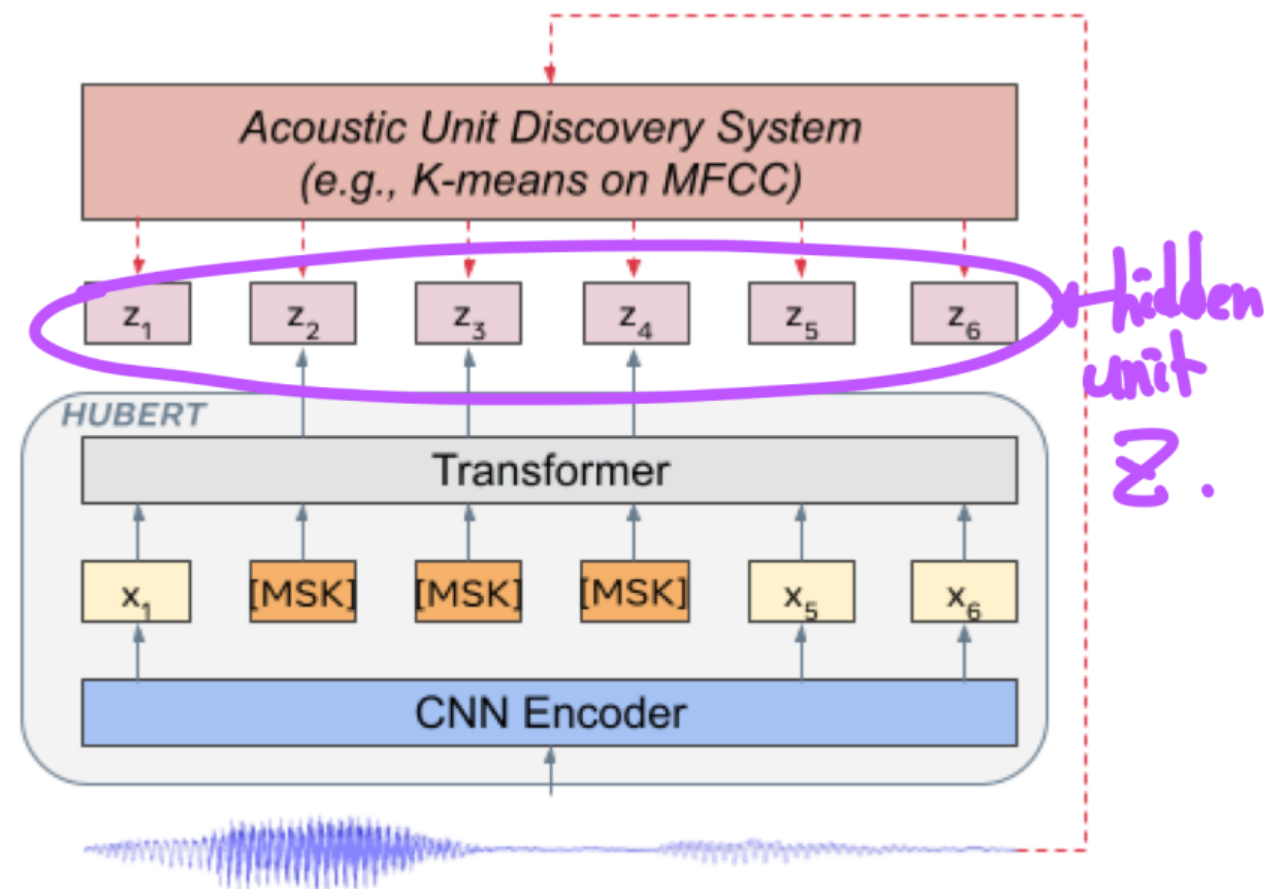 Acoustic Unit Discovery System
(e.g., K-means on MFCC)
z1 z2 z3 z4 z5 z6
hidden
unit
Z.
HUBERT
Transformer
x1 [MSK] [MSK] [MSK] x5 x6
CNN Encoder